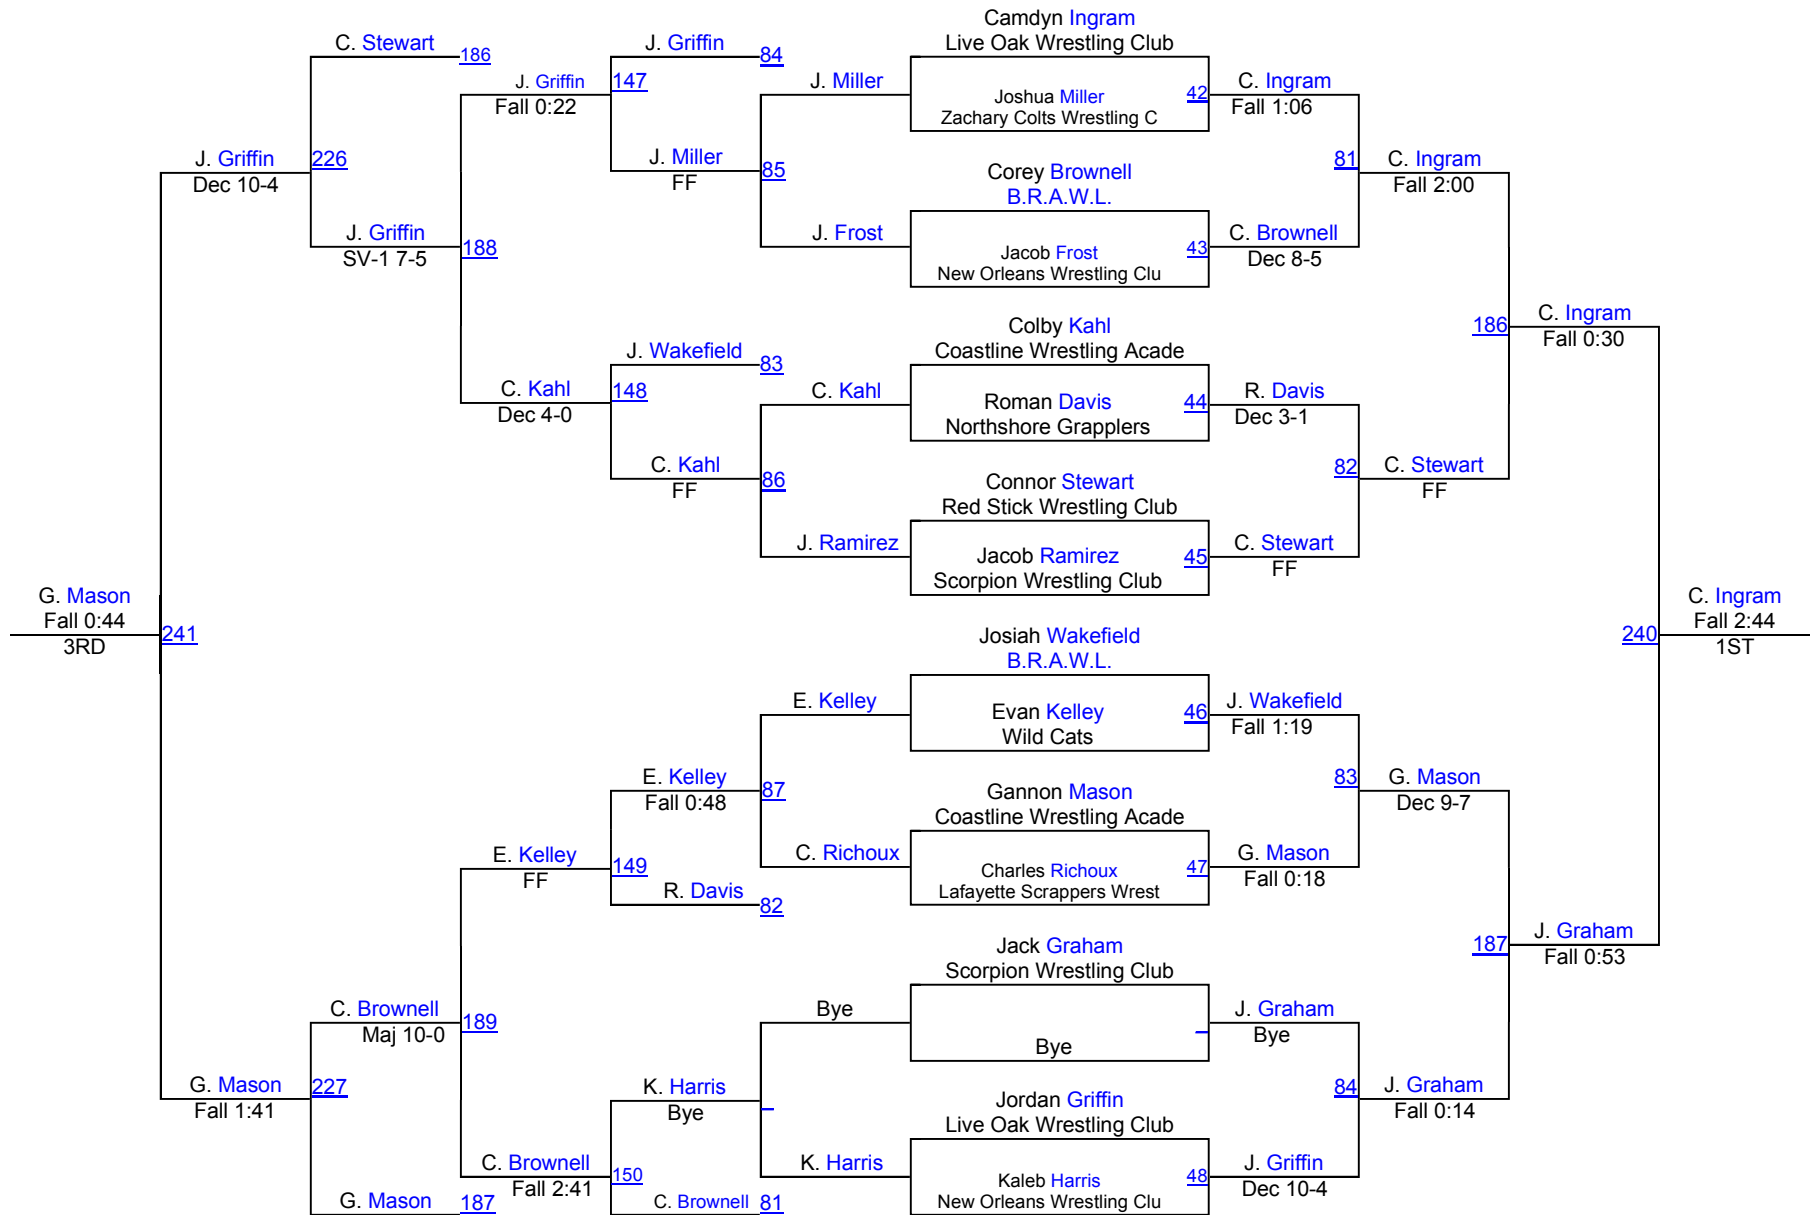 Camdyn Ingram
C. Stewart
186
J. Griffin
84
Live Oak Wrestling Club
J. Griffin
147
J. Miller
Joshua Miller
42
C. Ingram
Fall 0:22
Zachary Colts Wrestling C
Fall 1:06
J. Griffin
226
J. Miller
85
Corey Brownell
81
C. Ingram
Dec 10-4
FF
B.R.A.W.L.
Fall 2:00
J. Griffin
188
J. Frost
Jacob Frost
43
C. Brownell
SV-1 7-5
New Orleans Wrestling Clu
Dec 8-5
Colby Kahl
186
C. Ingram
J. Wakefield
83
Coastline Wrestling Acade
Fall 0:30
C. Kahl
148
C. Kahl
Roman Davis
44
R. Davis
Dec 4-0
Northshore Grapplers
Dec 3-1
C. Kahl
86
Connor Stewart
82
C. Stewart
FF
Red Stick Wrestling Club
FF
J. Ramirez
Jacob Ramirez
45
C. Stewart
Scorpion Wrestling Club
FF
G. Mason
C. Ingram
Fall 0:44
Fall 2:44
3RD
241
Josiah Wakefield
240
1ST
B.R.A.W.L.
E. Kelley
Evan Kelley
46
J. Wakefield
Wild Cats
Fall 1:19
E. Kelley
87
Gannon Mason
83
G. Mason
Fall 0:48
Coastline Wrestling Acade
Dec 9-7
E. Kelley
149
C. Richoux
Charles Richoux
47
G. Mason
FF
R. Davis
82
Lafayette Scrappers Wrest
Fall 0:18
Jack Graham
187
J. Graham
Scorpion Wrestling Club
Fall 0:53
C. Brownell
189
Bye
J. Graham
Maj 10-0
Bye
Bye
G. Mason
227
K. Harris
Jordan Griffin
84
J. Graham
Fall 1:41
Bye
Live Oak Wrestling Club
Fall 0:14
C. Brownell
150
K. Harris
Kaleb Harris
48
J. Griffin
Fall 2:41
New Orleans Wrestling Clu
Dec 10-4
G. Mason
187
C. Brownell
81